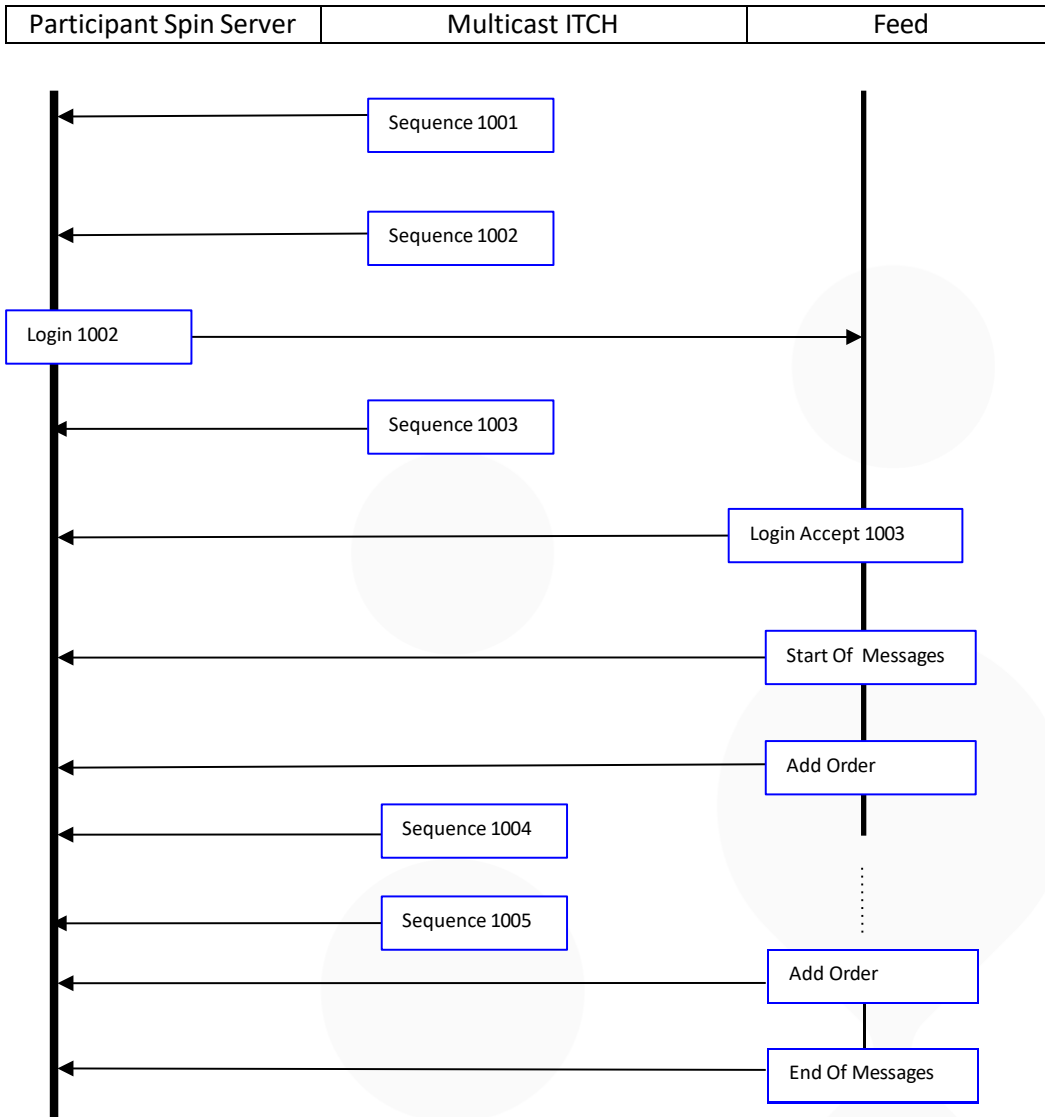 Participant Spin Server Multicast ITCH Feed
Sequence 1001
Sequence 1002
Login 1002
Sequence 1003
Login Accept 1003
Start Of Messages
Add Order
Sequence 1004
Sequence 1005
Add Order
End Of Messages